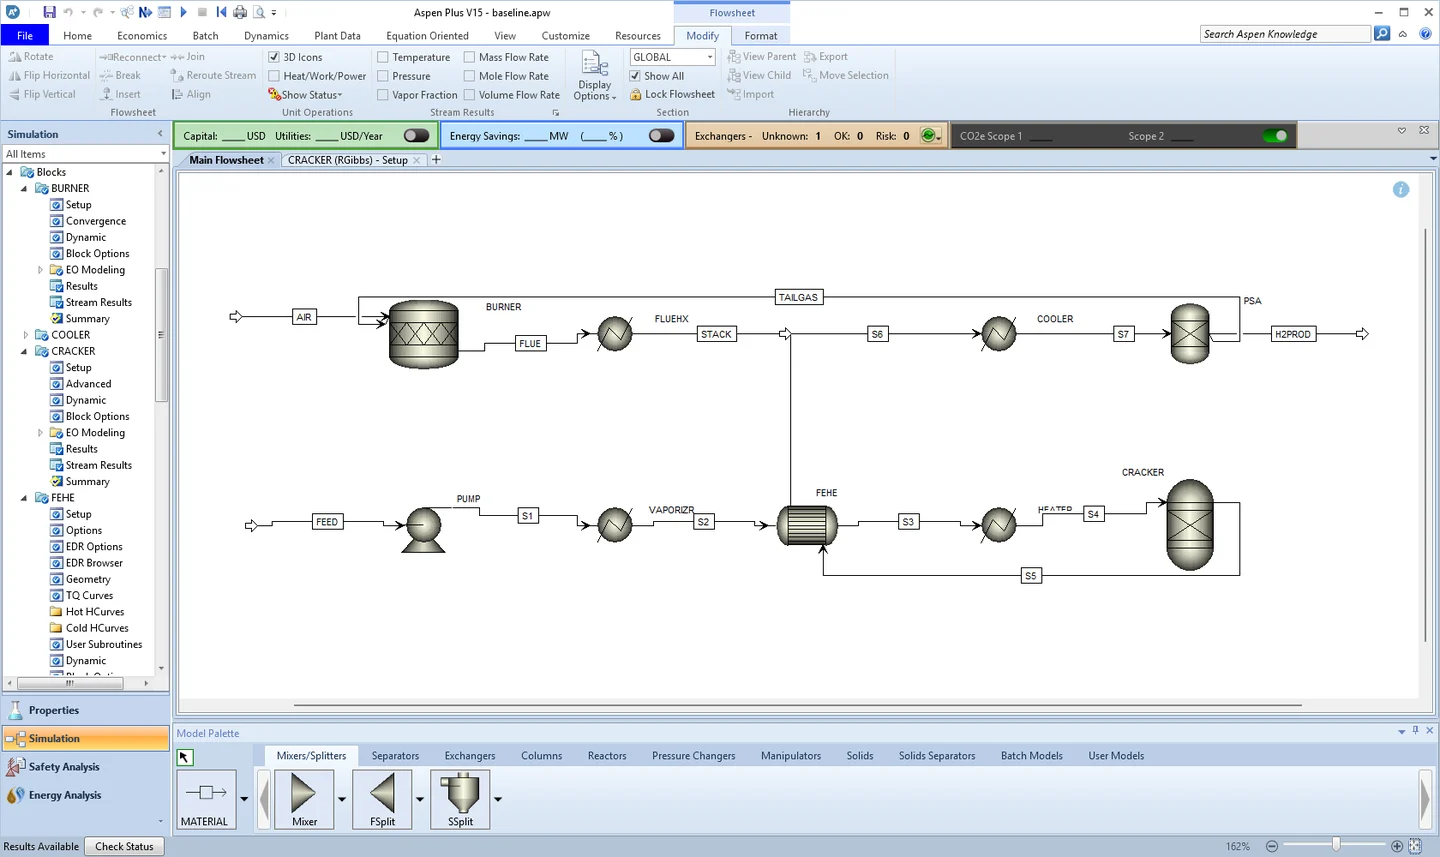 Aspen Plus V15 - baseline.apw
Flowsheet
File
Home
Economics
Batch
Dynamics
Plant Data
Equation Oriented
View
Customize
Resources
Modify
Format
Search Aspen Knowledge
Rotate
Reconnect
Join
Flip Horizontal
Break
Reroute Stream
Flip Vertical
Insert
Align
Flowsheet
3D Icons
Heat/Work/Power
Show Status
Unit Operations
Temperature
Mass Flow Rate
Pressure
Mole Flow Rate
Vapor Fraction
Volume Flow Rate
Stream Results
Display
Options
GLOBAL
Show All
Lock Flowsheet
Section
View Parent
Export
View Child
Move Selection
Import
Hierarchy
Simulation
Capital: ____ USD Utilities: ____ USD/Year
Energy Savings: ____ MW (____ %)
Exchangers - Unknown: 1 OK: 0 Risk: 0
CO2e Scope 1 ____ Scope 2 ____
All Items
Main Flowsheet
CRACKER (RGibbs) - Setup
Blocks
BURNER
Setup
Convergence
Dynamic
Block Options
EO Modeling
Results
Stream Results
Summary
COOLER
CRACKER
Setup
Advanced
Dynamic
Block Options
EO Modeling
Results
Stream Results
Summary
FEHE
Setup
Options
EDR Options
EDR Browser
Geometry
TQ Curves
Hot HCurves
Cold HCurves
User Subroutines
Dynamic
TAILGAS
AIR
BURNER
FLUE
FLUEHX
STACK
S6
COOLER
S7
PSA
H2PROD
FEED
PUMP
S1
VAPORIZR
S2
FEHE
S3
HEATER
S4
CRACKER
S5
Properties
Simulation
Safety Analysis
Energy Analysis
Model Palette
Mixers/Splitters
Separators
Exchangers
Columns
Reactors
Pressure Changers
Manipulators
Solids
Solids Separators
Batch Models
User Models
MATERIAL
Mixer
FSplit
SSplit
Results Available
Check Status
162%